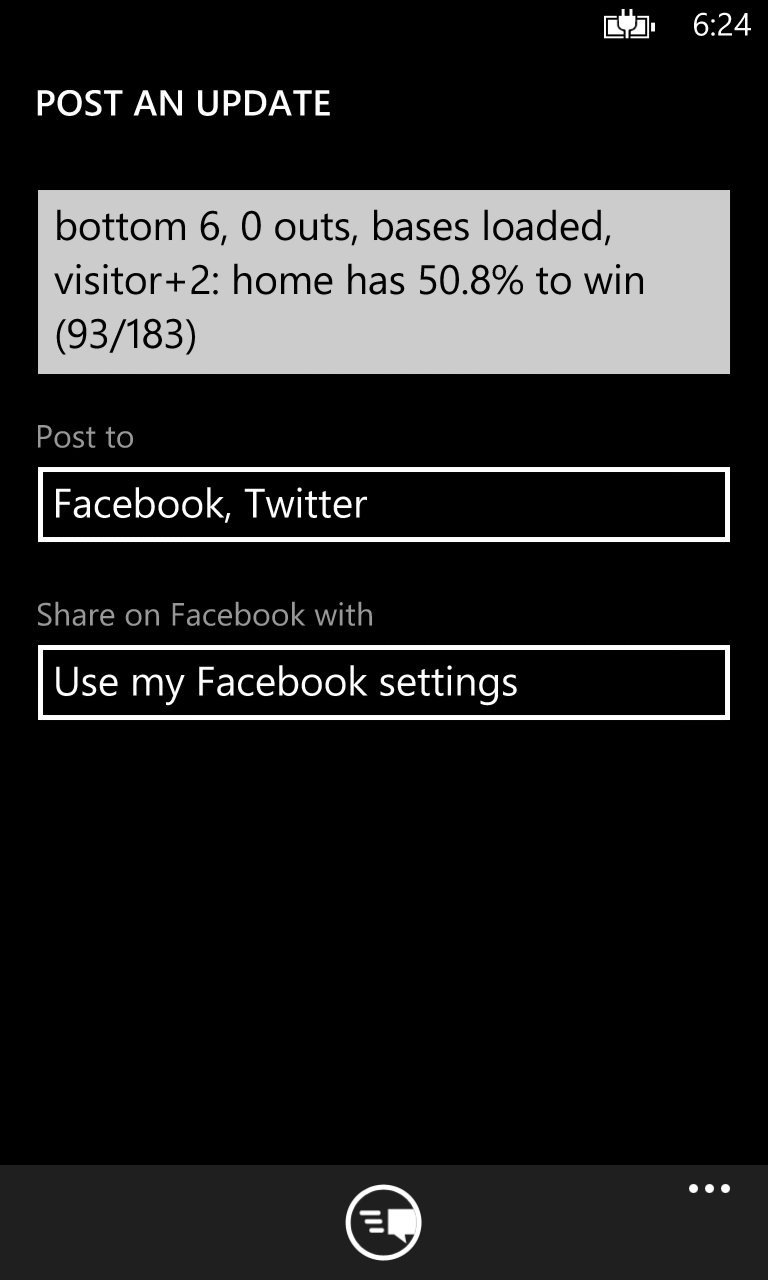 6:24
POST AN UPDATE
bottom 6, 0 outs, bases loaded,
visitor+2: home has 50.8% to win
(93/183)
Post to
Facebook, Twitter
Share on Facebook with
Use my Facebook settings